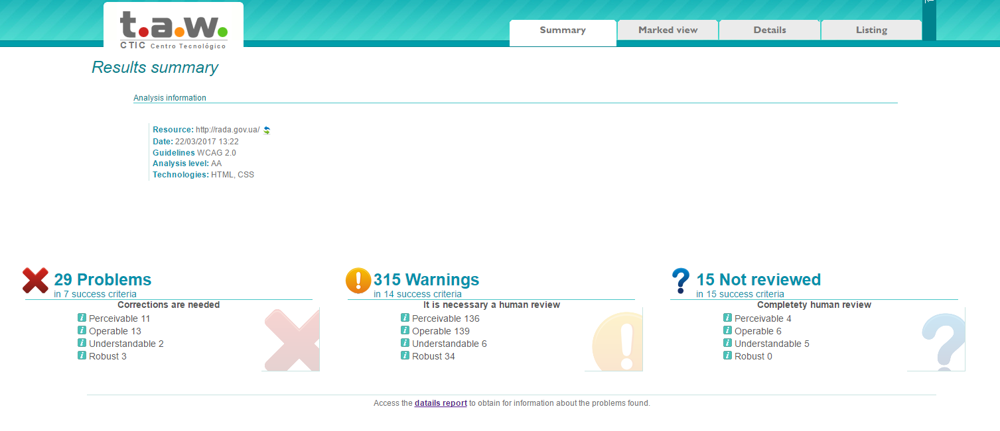 t.a.w.
CTIC Centro Tecnológico
Summary
Marked view
Details
Listing
Results summary
Analysis information
Resource: http://rada.gov.ua/
Date: 22/03/2017 13:22
Guidelines WCAG 2.0
Analysis level: AA
Technologies: HTML, CSS
29 Problems
in 7 success criteria
Corrections are needed
Perceivable 11
Operable 13
Understandable 2
Robust 3
315 Warnings
in 14 success criteria
It is necessary a human review
Perceivable 136
Operable 139
Understandable 6
Robust 34
15 Not reviewed
in 15 success criteria
Completety human review
Perceivable 4
Operable 6
Understandable 5
Robust 0
Access the datails report to obtain for information about the problems found.